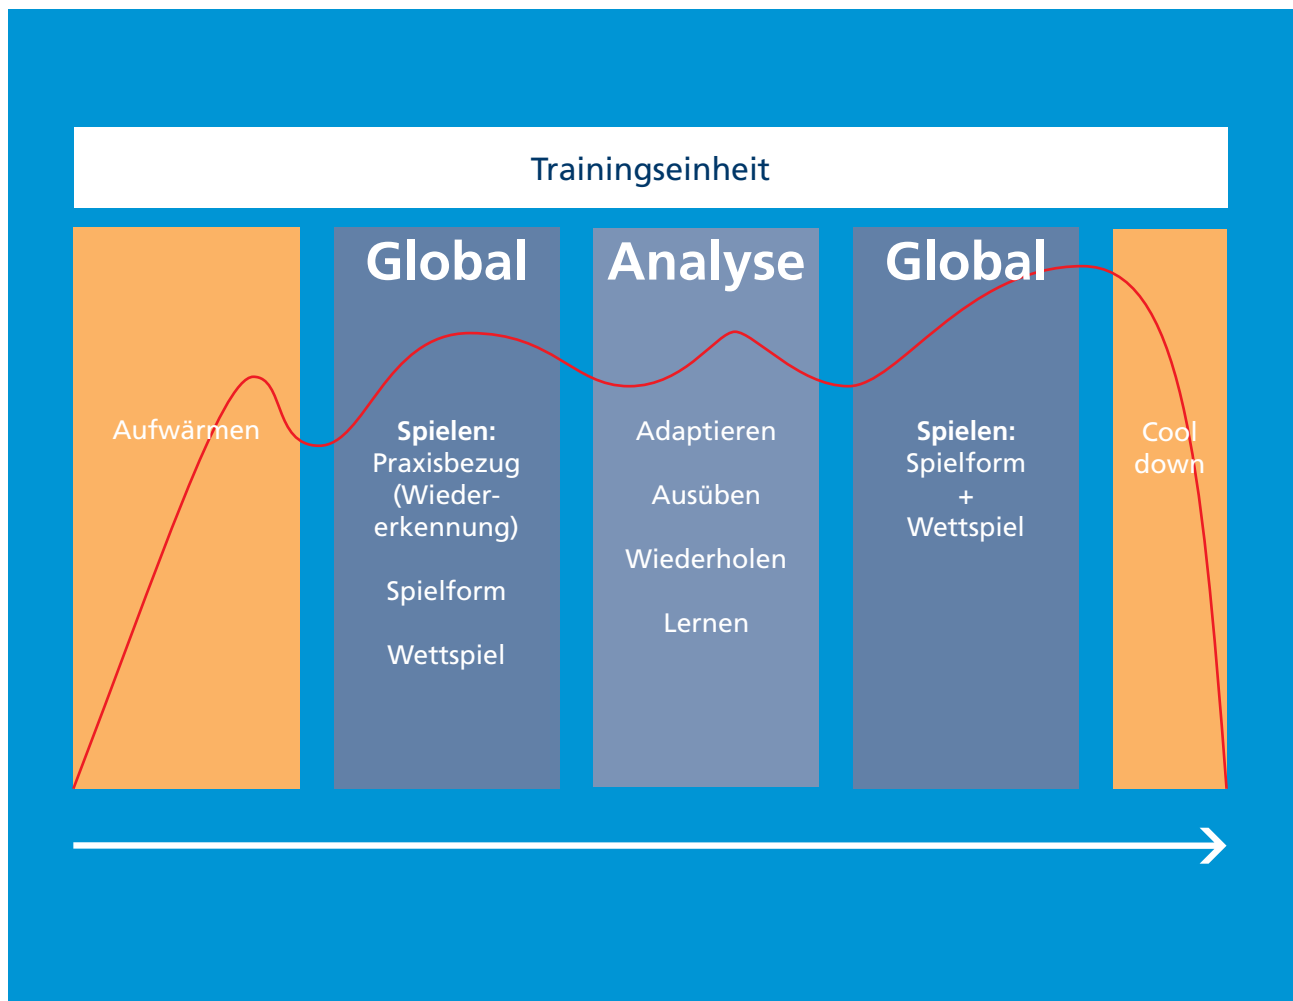 Trainingseinheit
Aufwärmen
Global
Spielen:
Praxisbezug
(Wieder-
erkennung)
Spielform
Wettspiel
Analyse
Adaptieren
Ausüben
Wiederholen
Lernen
Global
Spielen:
Spielform
+
Wettspiel
Cool
down